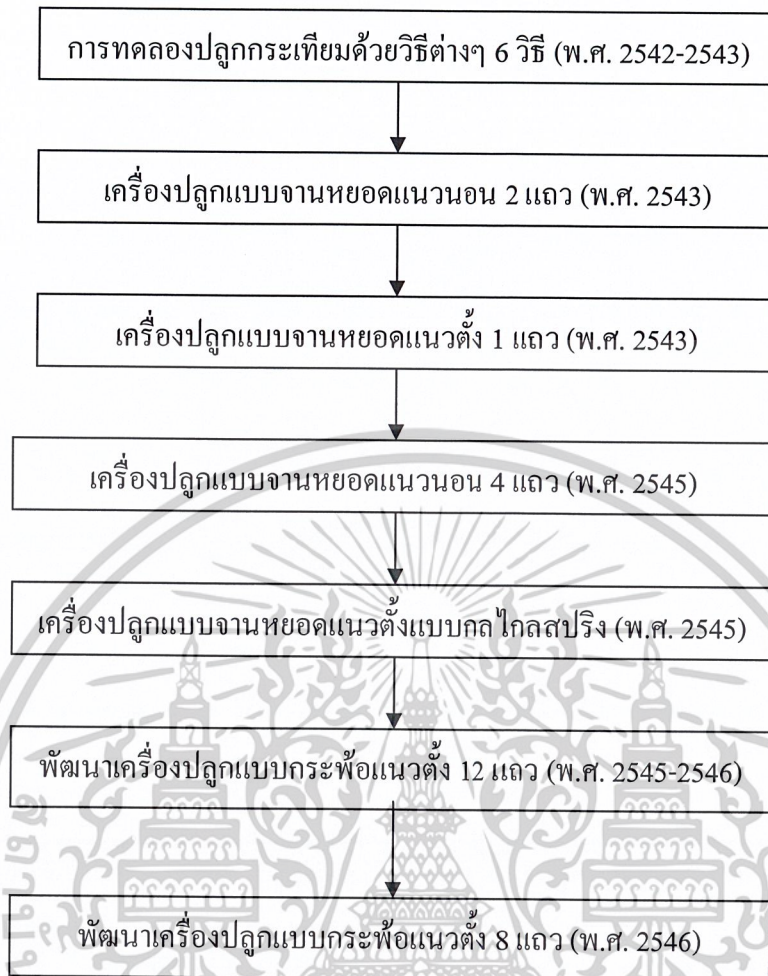 การทดลองปลูกกระเทียมด้วยวิธีต่างๆ 6 วิธี (พ.ศ. 2542-2543)
เครื่องปลูกแบบจานหยอดแนวนอน 2 แถว (พ.ศ. 2543)
เครื่องปลูกแบบจานหยอดแนวตั้ง 1 แถว (พ.ศ. 2543)
เครื่องปลูกแบบจานหยอดแนวนอน 4 แถว (พ.ศ. 2545)
เครื่องปลูกแบบจานหยอดแนวตั้งแบบกลไกลสปริง (พ.ศ. 2545)
พัฒนาเครื่องปลูกแบบกระพ้อแนวตั้ง 12 แถว (พ.ศ. 2545-2546)
พัฒนาเครื่องปลูกแบบกระพ้อแนวตั้ง 8 แถว (พ.ศ. 2546)